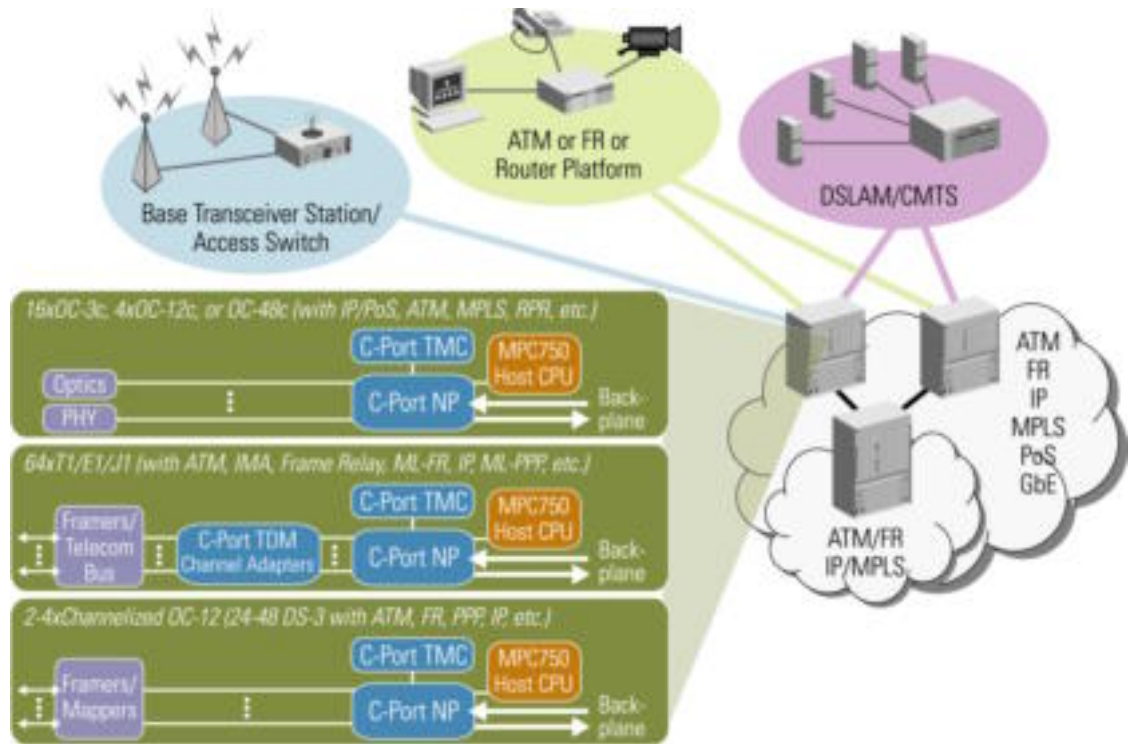 ATM or FR or
Router Platform
DSLAM/CMTS
Base Transceiver Station/
Access Switch
16xOC-3c, 4xOC-12c, or OC-48c (with IP/PoS, ATM, MPLS, RPR, etc.)
C-Port TMC
MPC750
Host CPU
Optics
PHY
C-Port NP
Back-
plane
64xT1/E1/J1 (with ATM, IMA, Frame Relay, ML-FR, IP, ML-PPP, etc.)
C-Port TMC
MPC750
Host CPU
Framers/
Telecom
Bus
C-Port TDM
Channel Adapters
C-Port NP
Back-
plane
2-4xChannelized OC-12 (24-48 DS-3 with ATM, FR, PPP, IP, etc.)
C-Port TMC
MPC750
Host CPU
Framers/
Mappers
C-Port NP
Back-
plane
ATM
FR
IP
MPLS
PoS
GbE
ATM/FR
IP/MPLS